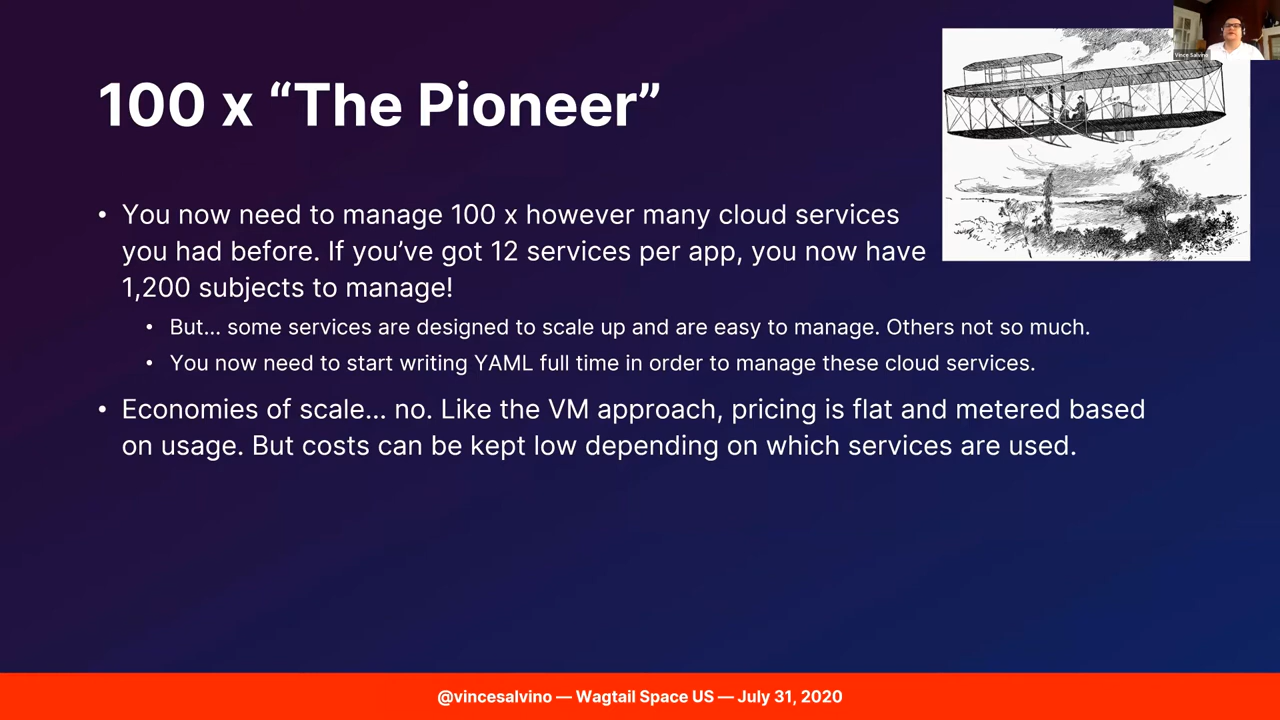 Vince Salvino
100 x “The Pioneer”
• You now need to manage 100 x however many cloud services
you had before. If you’ve got 12 services per app, you now have
1,200 subjects to manage!
• But... some services are designed to scale up and are easy to manage. Others not so much.
• You now need to start writing YAML full time in order to manage these cloud services.
• Economies of scale... no. Like the VM approach, pricing is flat and metered based
on usage. But costs can be kept low depending on which services are used.
@vincesalvino — Wagtail Space US — July 31, 2020